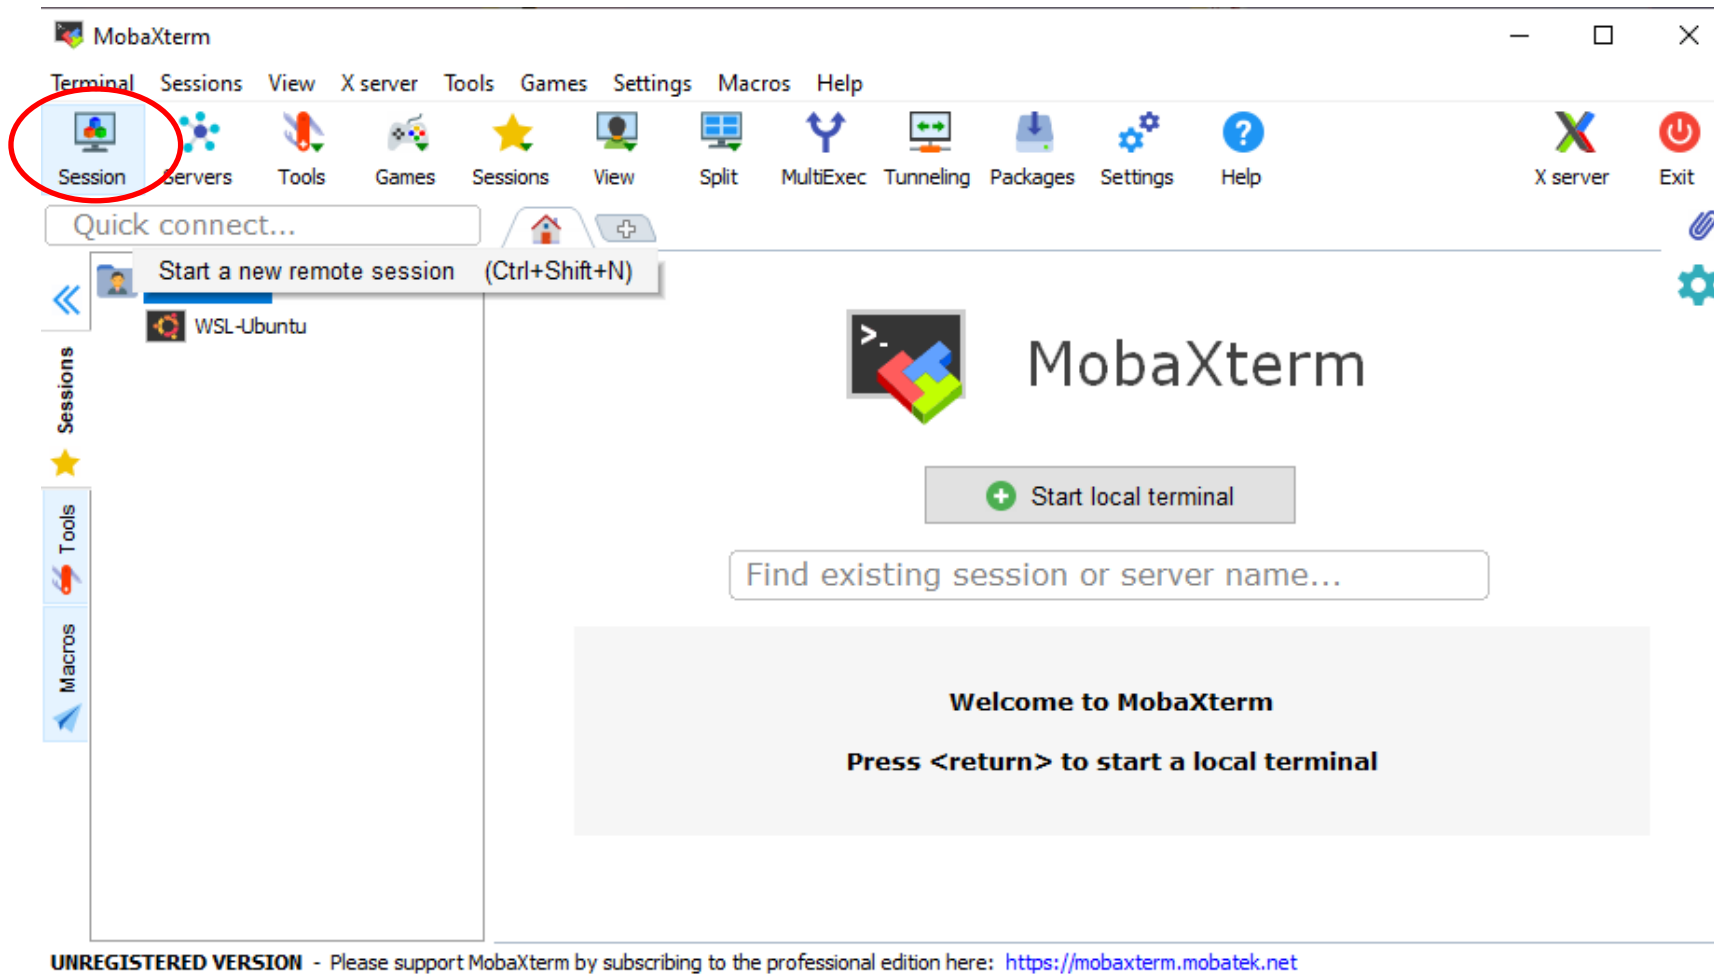 MobaXterm
Terminal Sessions View X server Tools Games Settings Macros Help
Session Servers Tools Games Sessions View Split MultiExec Tunneling Packages Settings Help X server Exit
Quick connect...
Start a new remote session (Ctrl+Shift+N)
WSL-Ubuntu
Sessions
Tools
Macros
>_
MobaXterm
Start local terminal
Find existing session or server name...
Welcome to MobaXterm
Press <return> to start a local terminal
UNREGISTERED VERSION - Please support MobaXterm by subscribing to the professional edition here: https://mobaxterm.mobatek.net